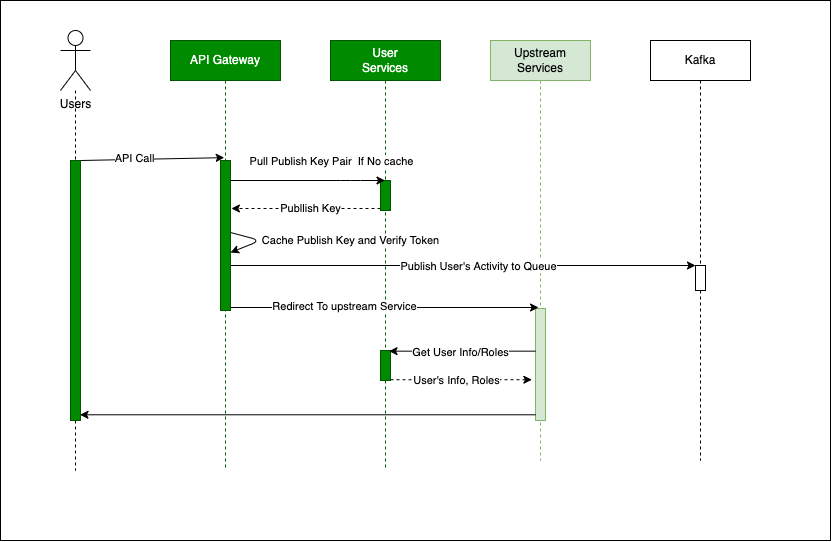 Users
API Gateway
User
Services
Upstream
Services
Kafka
API Call
Pull Publish Key Pair  If No cache
Publlish Key
Cache Publish Key and Verify Token
Publish User's Activity to Queue
Redirect To upstream Service
Get User Info/Roles
User's Info, Roles